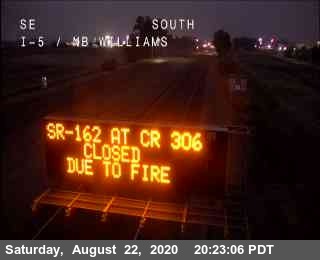 SE SOUTH
I-5 / NB WILLIAMS
SR-162 AT CR 306
CLOSED
DUE TO FIRE
Saturday, August 22, 2020 20:23:06 PDT